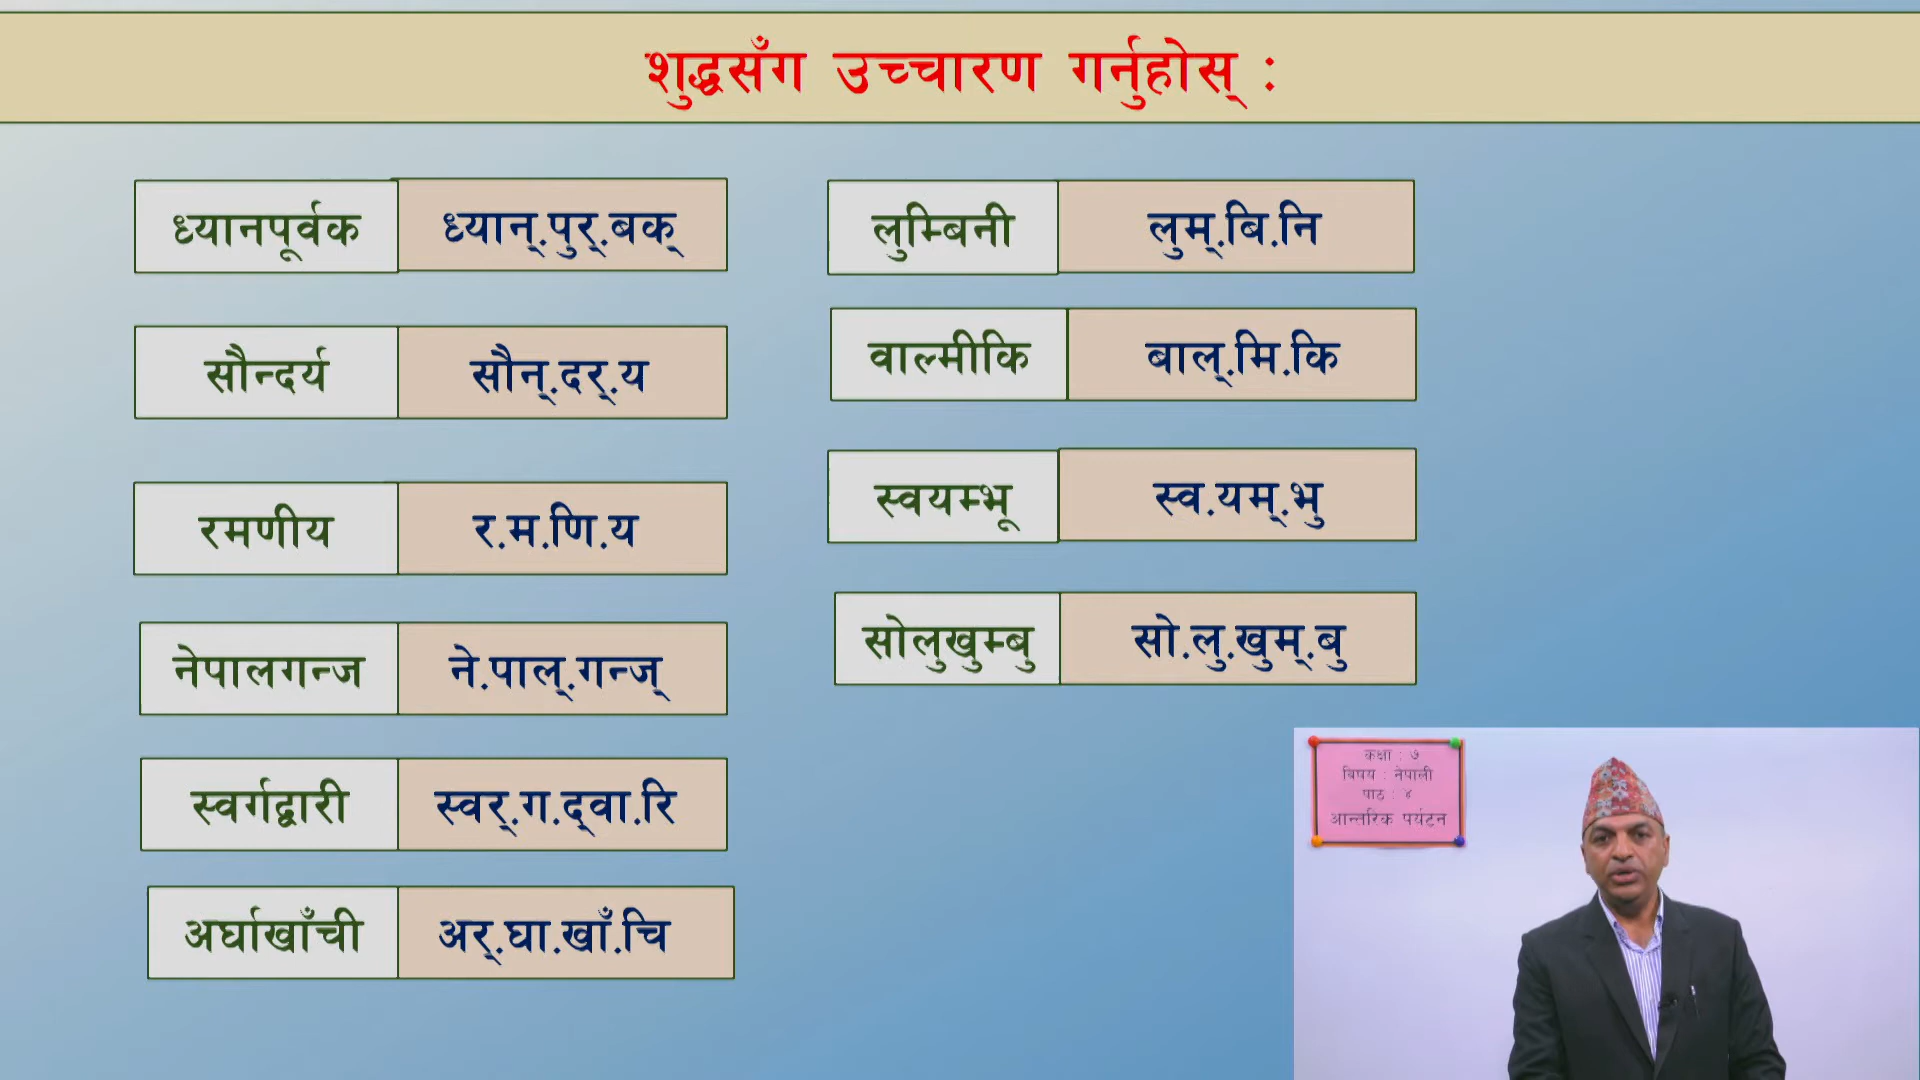 शुद्धसँग उच्चारण गर्नुहोस् :
ध्यानपूर्वक ध्यान्.पुर्.बक्
सौन्दर्य सौन्.दर्.य
रमणीय र.म.णि.य
नेपालगन्ज ने.पाल्.गन्ज्
स्वर्गद्वारी स्वर्.ग.द्‌वा.रि
अर्घाखाँची अर्.घा.खाँ.चि
लुम्बिनी लुम्.बि.नि
वाल्मीकि बाल्.मि.कि
स्वयम्भू स्व.यम्.भु
सोलुखुम्बु सो.लु.खुम्.बु
कक्षा : ७
विषय : नेपाली
पाठ : ४
आन्तरिक पर्यटन